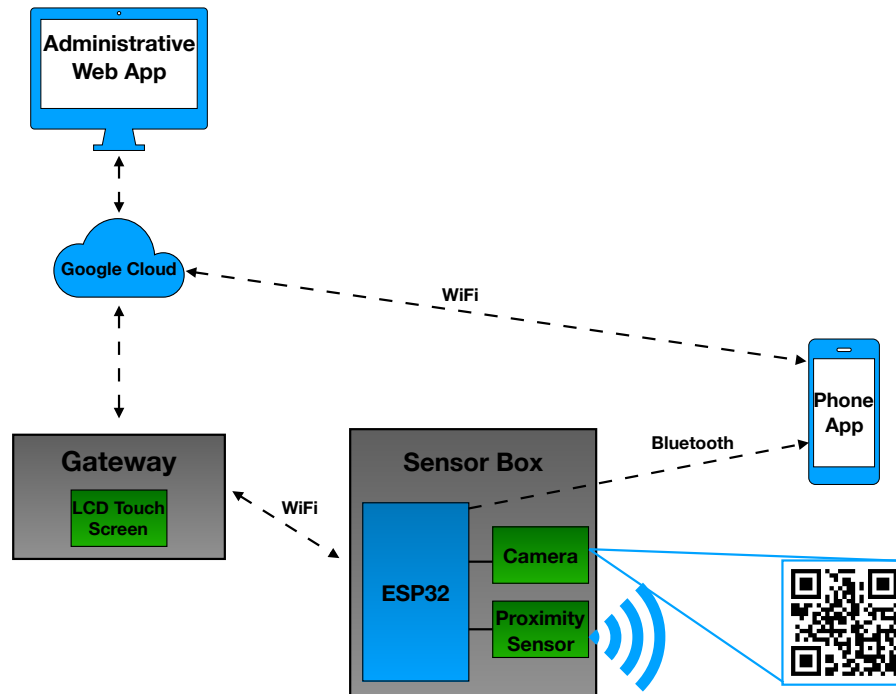 Administrative
Web App
Google Cloud
WiFi
Phone
App
Bluetooth
Gateway
LCD Touch
Screen
WiFi
Sensor Box
ESP32
Camera
Proximity
Sensor